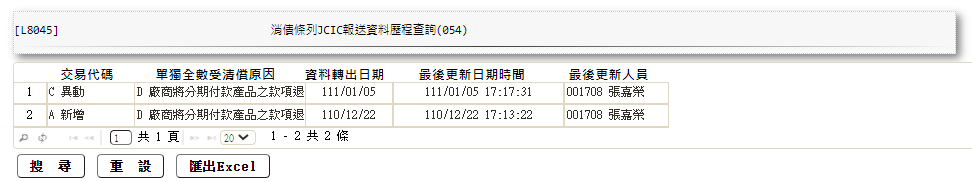 [L8045] 消債條列JCIC報送資料歷程查詢(054)
交易代碼 單獨全數受清償原因 資料轉出日期 最後更新日期時間 最後更新人員
1 C 異動 D 廠商將分期付款產品之款項退 111/01/05 111/01/05 17:17:31 001708 張嘉榮
2 A 新增 D 廠商將分期付款產品之款項退 110/12/22 110/12/22 17:13:22 001708 張嘉榮
1 共 1 頁 20 1 - 2 共 2 條
搜 尋 重 設 匯出Excel